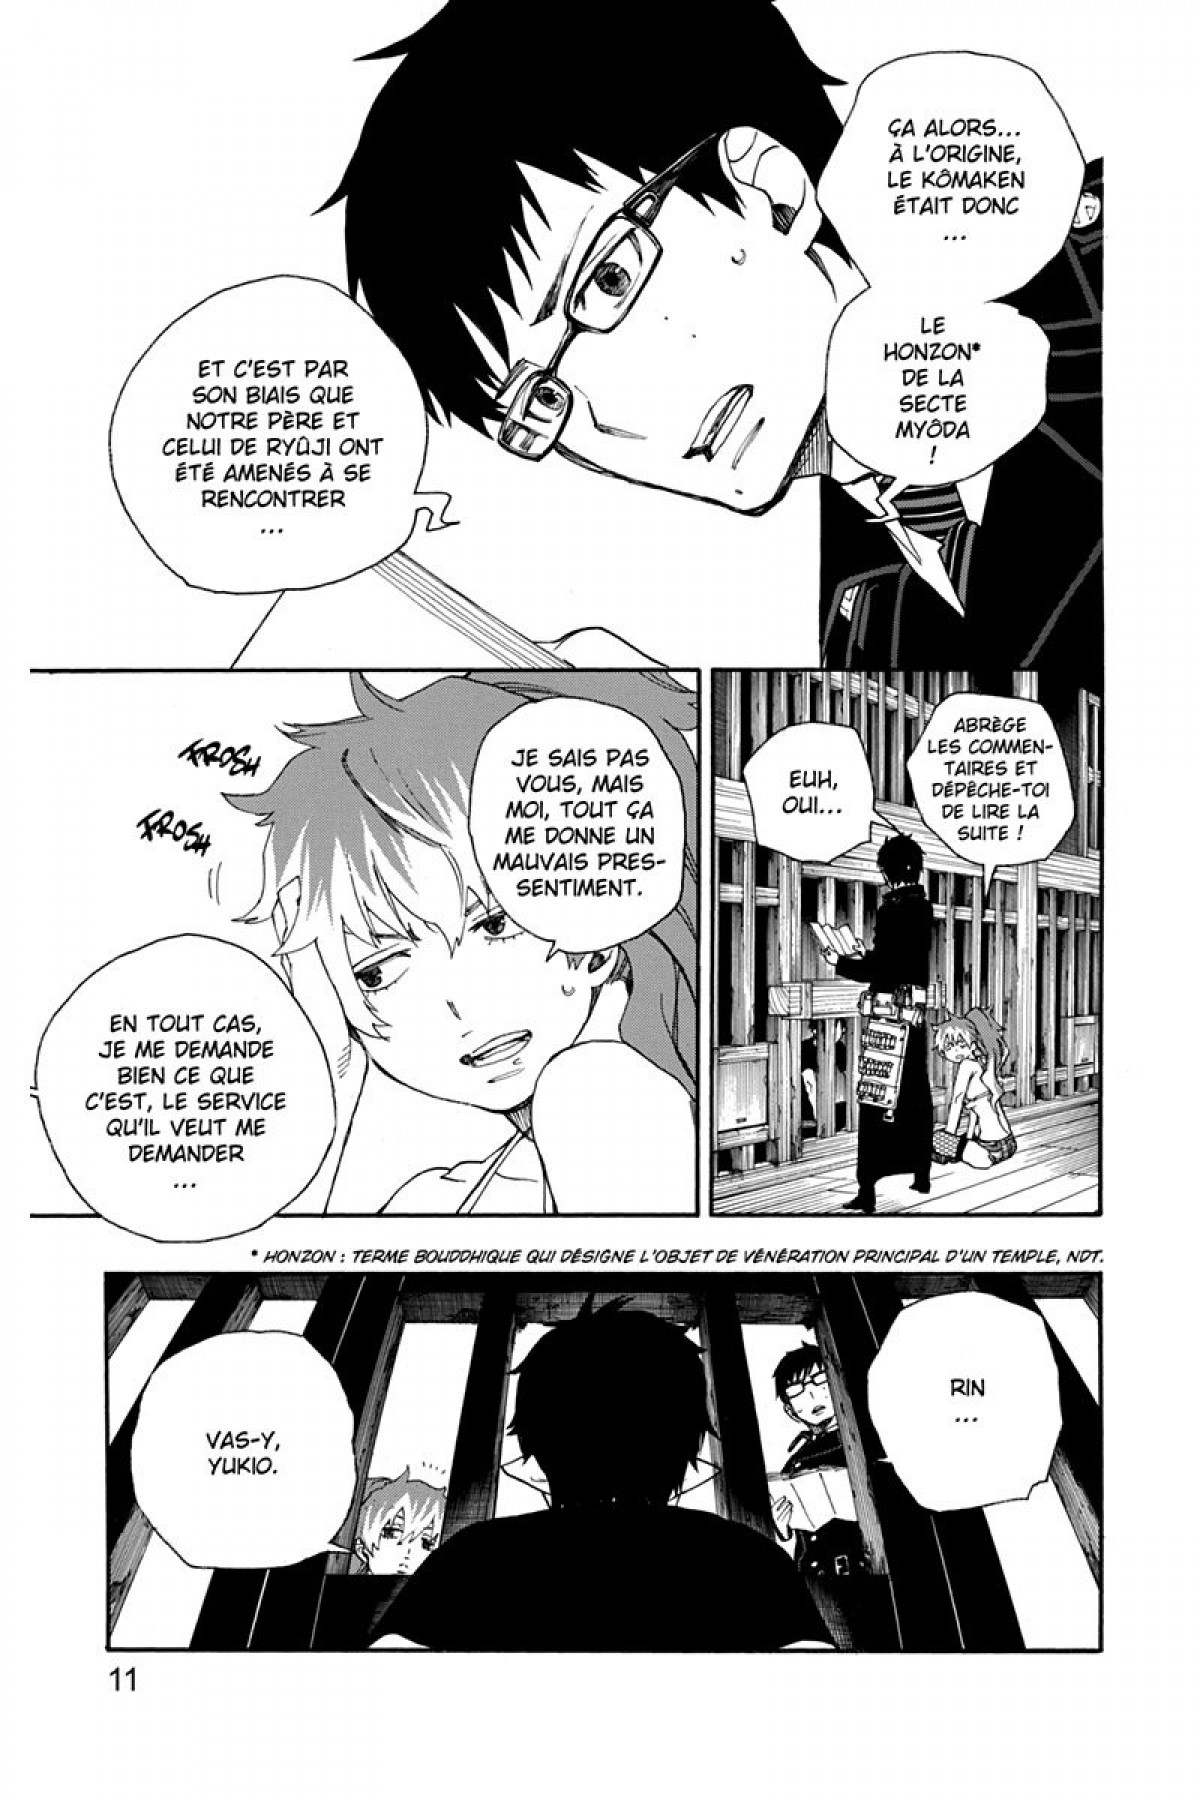 ÇA ALORS...
À L'ORIGINE,
LE KÔMAKEN
ÉTAIT DONC
...
LE
HONZON*
DE LA
SECTE
MYÔDA
!
ET C'EST PAR
SON BIAIS QUE
NOTRE PÈRE ET
CELUI DE RYÛJI ONT
ÉTÉ AMENÉS À SE
RENCONTRER
...
ABRÈGE
LES COMMEN-
TAIRES ET
DÉPÊCHE-TOI
DE LIRE LA
SUITE !
EUH,
OUI...
JE SAIS PAS
VOUS, MAIS
MOI, TOUT ÇA
ME DONNE UN
MAUVAIS PRES-
SENTIMENT.
FROSH
FROSH
EN TOUT CAS,
JE ME DEMANDE
BIEN CE QUE
C'EST, LE SERVICE
QU'IL VEUT ME
DEMANDER
...
* HONZON : TERME BOUDDHIQUE QUI DÉSIGNE L'OBJET DE VÉNÉRATION PRINCIPAL D'UN TEMPLE, NDT.
RIN
...
VAS-Y,
YUKIO.
11